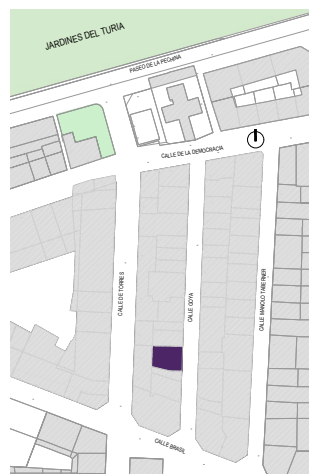 JARDINES DEL TURIA
PASEO DE LA PECHINA
CALLE DE LA DEMOCRACIA
CALLE DE TORRES
CALLE GOYA
CALLE MANOLO TABERNER
CALLE BRASIL